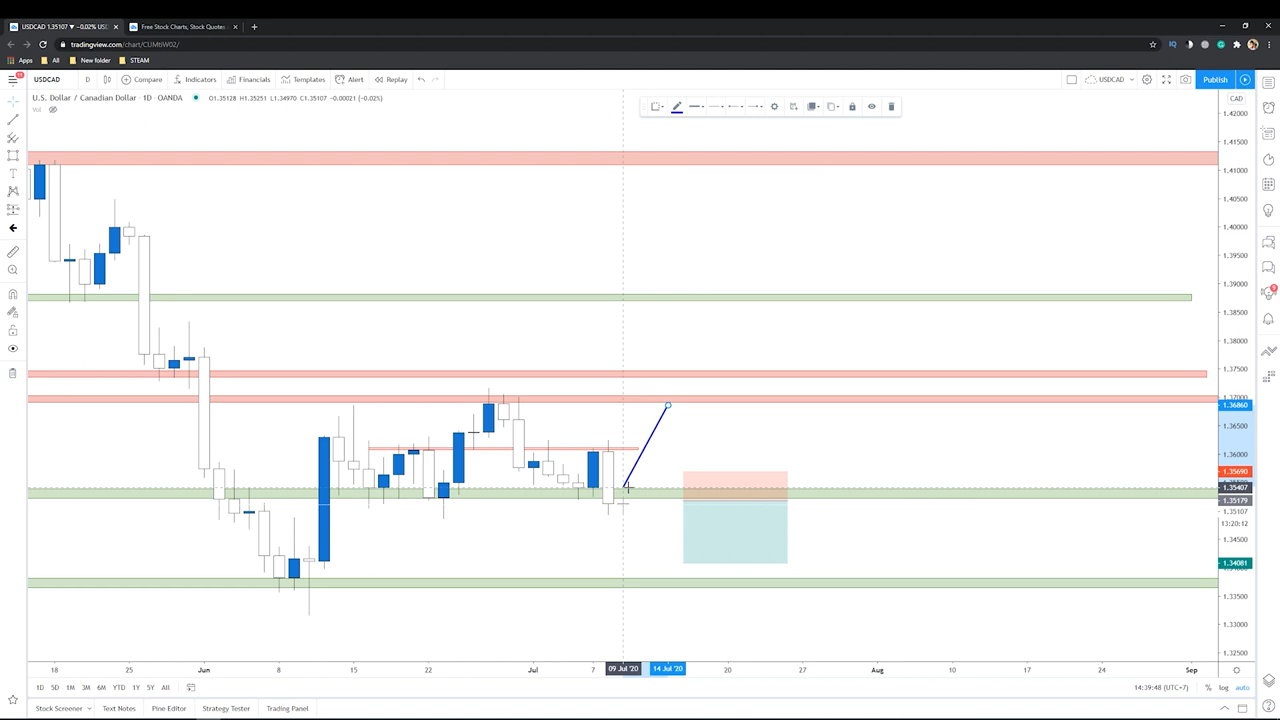 USDCAD 1.35107 ▼ −0.02% USD
Free Stock Charts, Stock Quotes
tradingview.com/chart/CUMtiW02/
Apps All New folder STEAM
USDCAD D Compare Indicators Financials Templates Alert Replay USDCAD Publish
U.S. Dollar / Canadian Dollar · 1D · OANDA O1.35128 H1.35251 L1.34970 C1.35107 −0.00021 (−0.02%)
Vol
CAD
1.42000
1.41500
1.41000
1.40500
1.40000
1.39500
1.39000
1.38500
1.38000
1.37500
1.37000
1.36860
1.36500
1.36000
1.35690
1.35407
1.35179
1.35107
13:20:12
1.34500
1.34081
1.33500
1.33000
1.32500
18 25 Jun 8 15 22 Jul 7 09 Jul '20 14 Jul '20 20 27 Aug 10 17 24 Sep
1D 5D 1M 3M 6M YTD 1Y 5Y All 14:39:48 (UTC+7) % log auto
Stock Screener Text Notes Pine Editor Strategy Tester Trading Panel